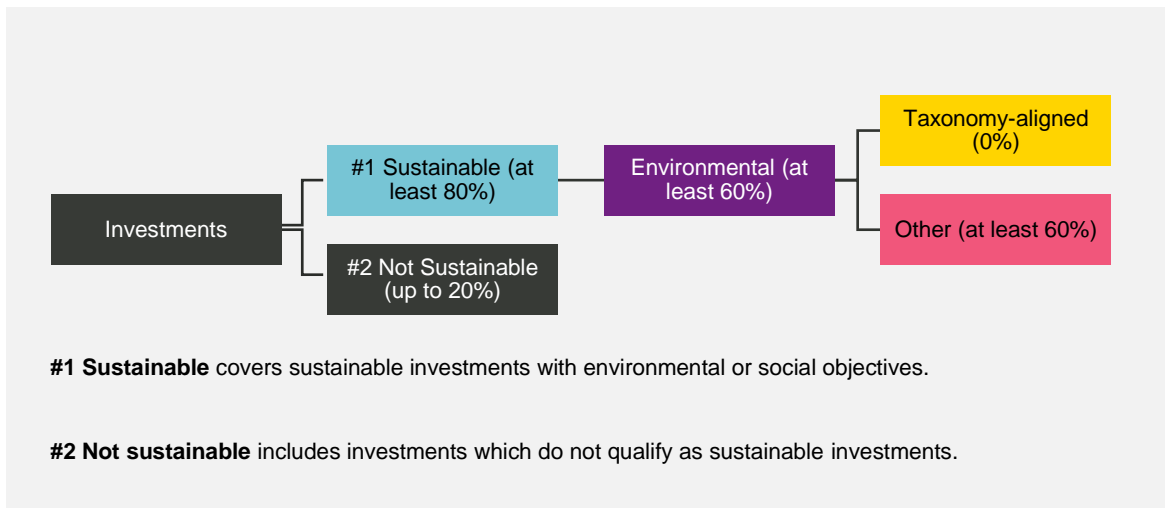 Taxonomy-aligned
(0%)
#1 Sustainable (at
least 80%)
Environmental (at
least 60%)
Investments
Other (at least 60%)
#2 Not Sustainable
(up to 20%)
#1 Sustainable covers sustainable investments with environmental or social objectives.
#2 Not sustainable includes investments which do not qualify as sustainable investments.